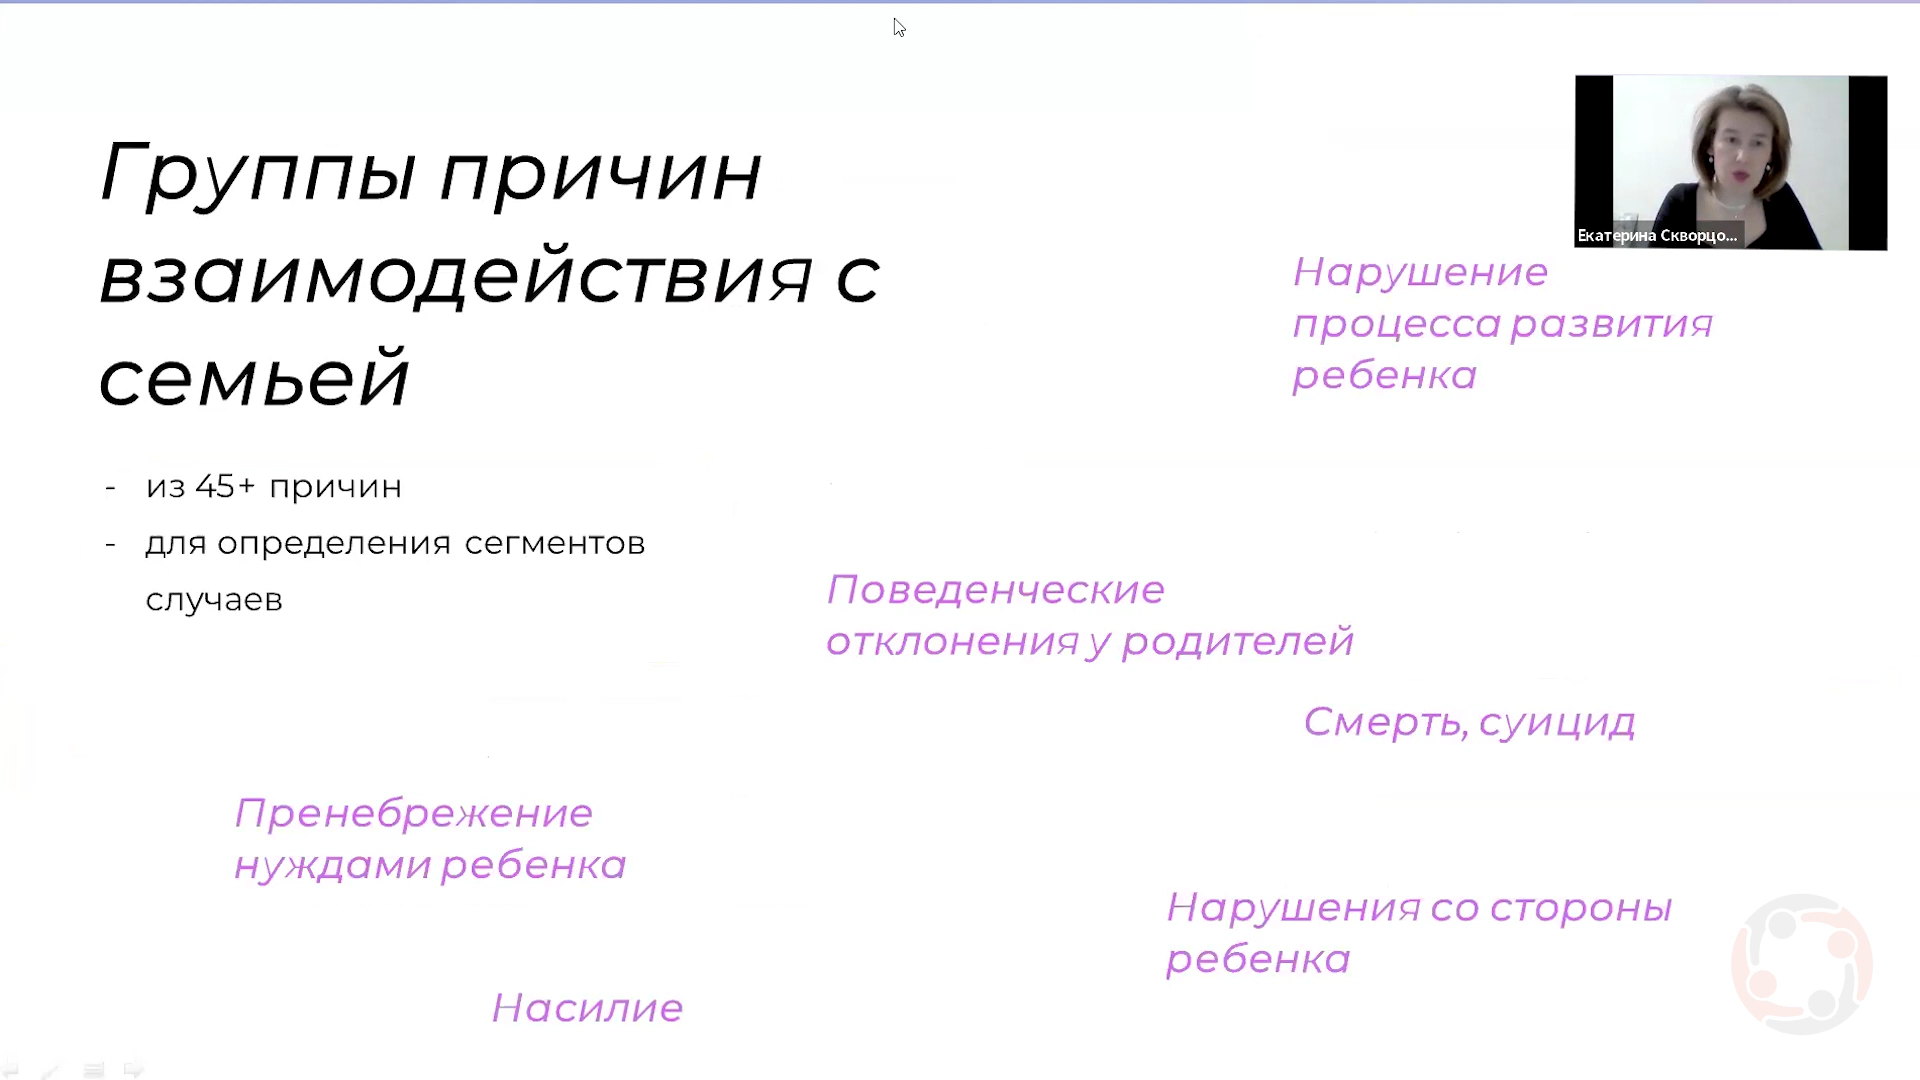 Группы причин
взаимодействия с
семьей
- из 45+ причин
- для определения сегментов
случаев
Екатерина Скворцо...
Нарушение
процесса развития
ребенка
Поведенческие
отклонения у родителей
Смерть, суицид
Пренебрежение
нуждами ребенка
Нарушения со стороны
ребенка
Насилие